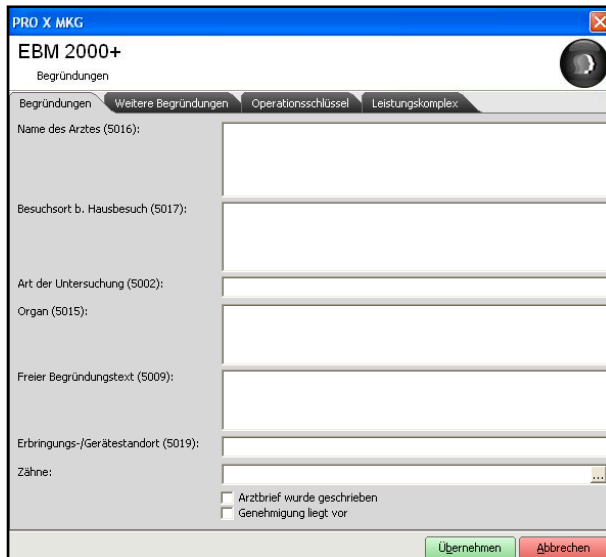 PRO X MKG
EBM 2000+
Begründungen
Begründungen Weitere Begründungen Operationsschlüssel Leistungskomplex
Name des Arztes (5016):
Besuchsort b. Hausbesuch (5017):
Art der Untersuchung (5002):
Organ (5015):
Freier Begründungstext (5009):
Erbringungs-/Gerätestandort (5019):
Zähne:
...
Arztbrief wurde geschrieben
Genehmigung liegt vor
Übernehmen Abbrechen